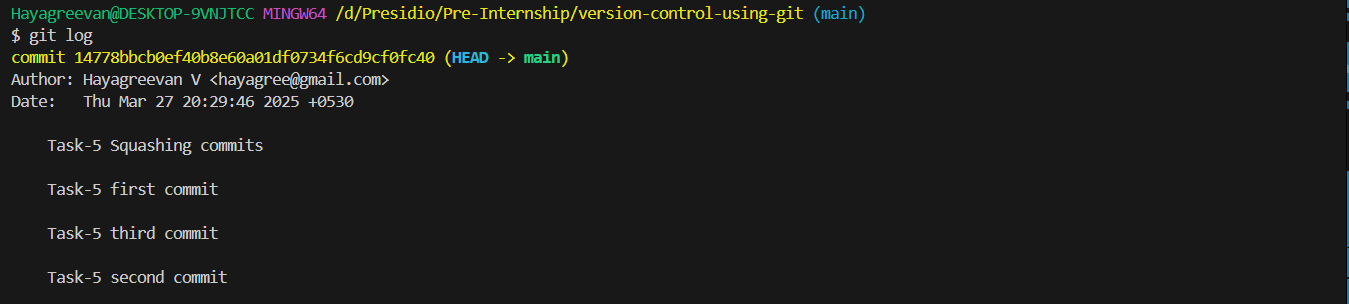 Hayagreevan@DESKTOP-9VNJTCC MINGW64 /d/Presidio/Pre-Internship/version-control-using-git (main)
$ git log
commit 14778bbcb0ef40b8e60a01df0734f6cd9cf0fc40 (HEAD -> main)
Author: Hayagreevan V <hayagree@gmail.com>
Date:   Thu Mar 27 20:29:46 2025 +0530
Task-5 Squashing commits
Task-5 first commit
Task-5 third commit
Task-5 second commit